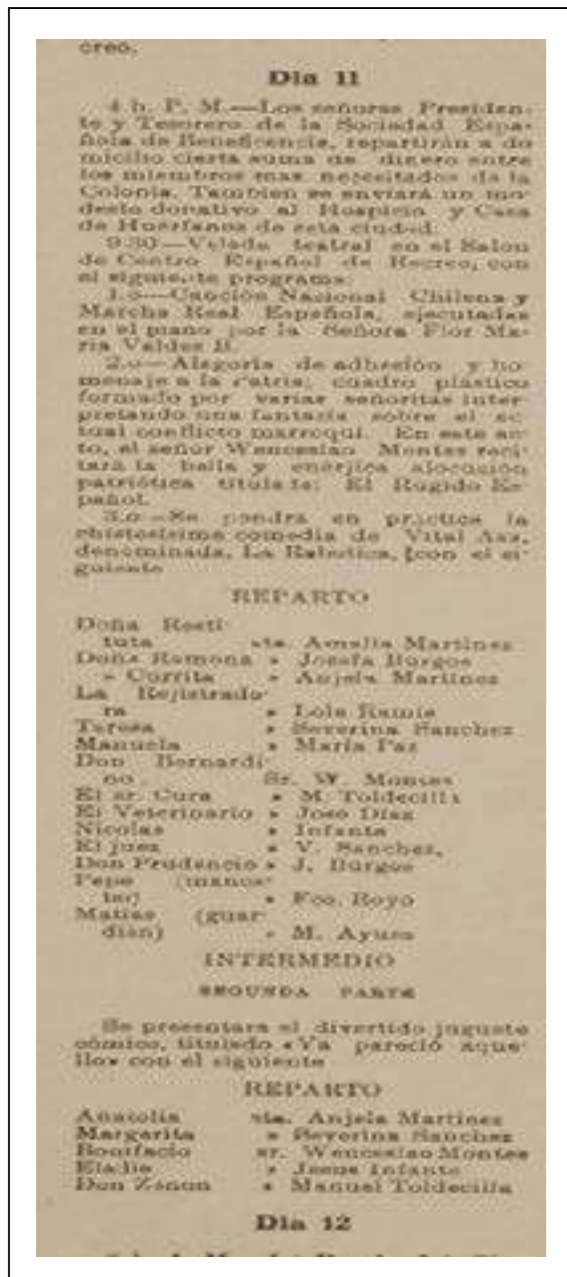 creo.
Dia 11
4 h. P. M.—Los señores Presiden-
te y Tesorero de la Sociedad Espa-
ñola de Beneficencia, repartirán a do
micilio cierta suma de dinero entre
los miembros mas necesitados de la
Colonia. Tambien se enviará un mo-
desto donativo al Hospicio y Casa
de Huerfanos de esta ciudad.
9.30—Velada teatral en el Salon
de Centro Español de Recreo, con
el siguiente programa:
1.o—Canción Nacional Chilena y
Marcha Real Española, ejecutadas
en el piano por la Señora Flor Ma-
ria Valdes B.
2.o—Alegoria de adhesión y ho-
menaje a la Patria; cuadro plástico
formado por varias señoritas inter
pretando una fantasía sobre el ac
tual conflicto marroquí. En este ac-
to, el señor Wenceslao Montes reci-
tará la bella y enérjica alocución
patriótica titula la: El Rugido Es-
pañol.
3.o—Se pondrá en práctica la
chistosísima comedia de Vital Aza,
denominada, La Rebotica, con el si-
guiente
REPARTO
Doña Resti-
tuta sta. Amelia Martinez
Doña Ramona » Josefa Burgos
» Currita » Anjela Martinez
La Rejistrado-
ra » Lola Ramis
Teresa » Severina Sanchez
Manuela » María Paz
Don Bernardi-
no. Sr. W. Montes
El sr. Cura » M. Toldecilla
El Veterinario » José Diaz
Nicolas » Infante
El juez » V. Sanchez,
Don Prudencio » J. Burgos
Pepe (mance-
bo) » Fco. Royo
Matías (guar-
dian) » M. Ayuso
INTERMEDIO
SEGUNDA PARTE
Se presentara el divertido juguete
cómico, titulado «Ya pareció aque-
llo» con el siguiente
REPARTO
Anatolia sta. Anjela Martinez
Margarita » Severina Sanchez
Bonifacio sr. Wenceslao Montes
Eladio » Jesus Infante
Don Zenon » Manuel Toldecilla
Dia 12